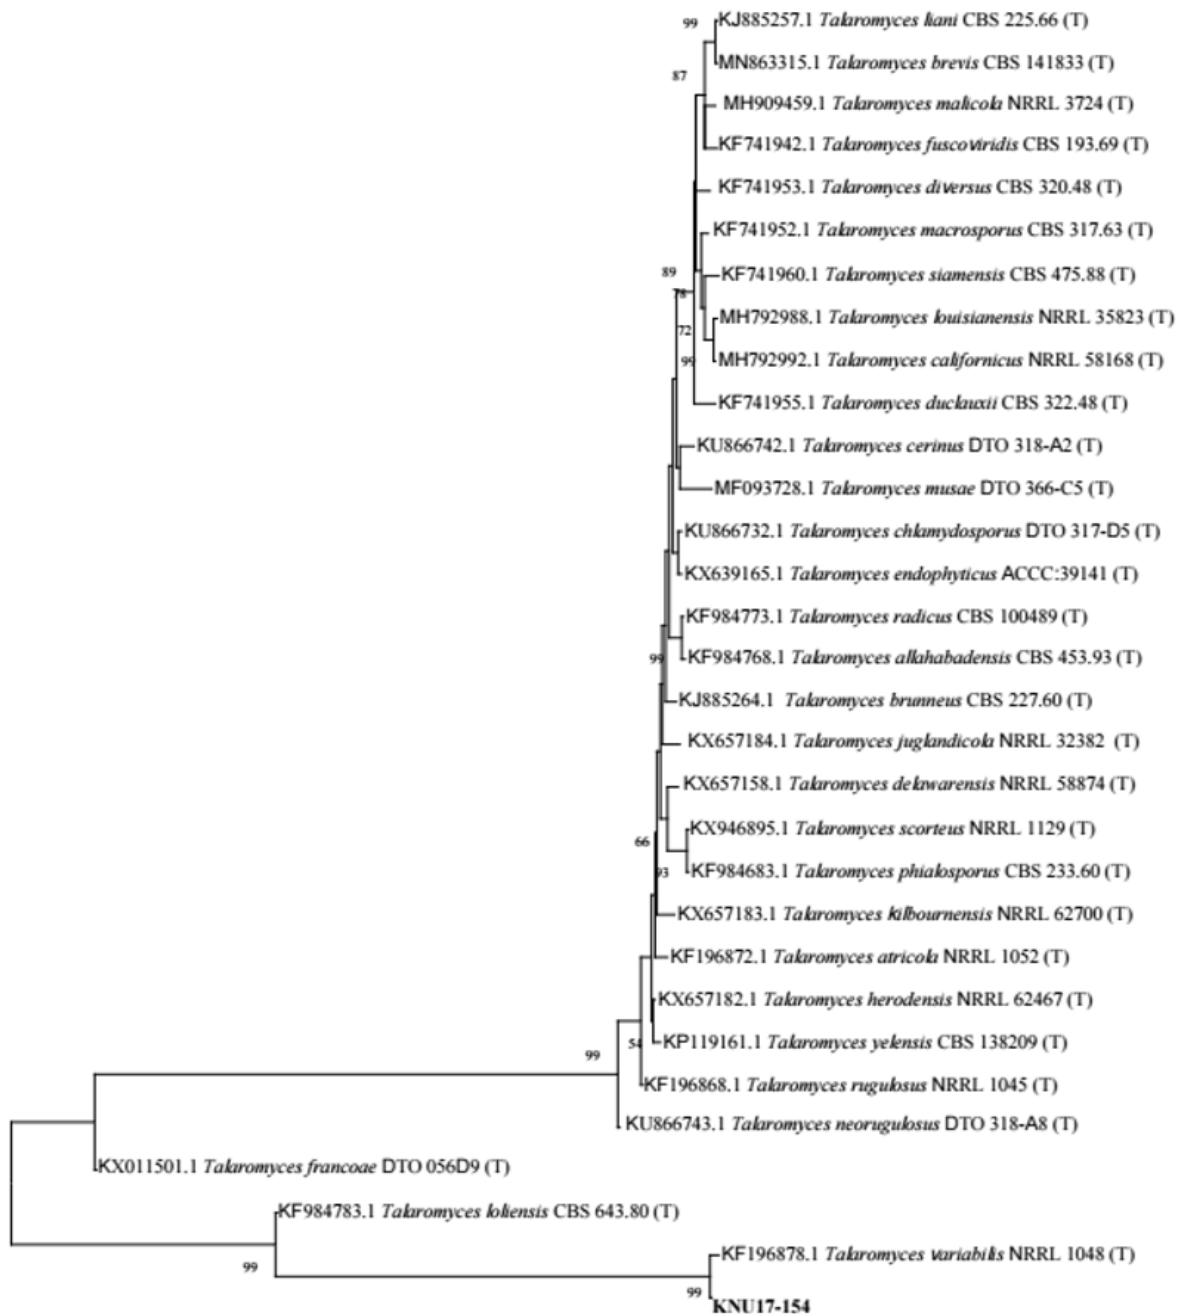 99
KJ885257.1 Talaromyces liani CBS 225.66 (T)
MN863315.1 Talaromyces brevis CBS 141833 (T)
87
MH909459.1 Talaromyces malicola NRRL 3724 (T)
KF741942.1 Talaromyces fuscoviridis CBS 193.69 (T)
KF741953.1 Talaromyces diversus CBS 320.48 (T)
KF741952.1 Talaromyces macrosporus CBS 317.63 (T)
89
KF741960.1 Talaromyces siamensis CBS 475.88 (T)
78
MH792988.1 Talaromyces louisianensis NRRL 35823 (T)
72
MH792992.1 Talaromyces californicus NRRL 58168 (T)
99
KF741955.1 Talaromyces duclauxii CBS 322.48 (T)
KU866742.1 Talaromyces cerinus DTO 318-A2 (T)
MF093728.1 Talaromyces musae DTO 366-C5 (T)
KU866732.1 Talaromyces chlamydosporus DTO 317-D5 (T)
KX639165.1 Talaromyces endophyticus ACCC:39141 (T)
KF984773.1 Talaromyces radicus CBS 100489 (T)
99
KF984768.1 Talaromyces allahabadensis CBS 453.93 (T)
KJ885264.1 Talaromyces brunneus CBS 227.60 (T)
KX657184.1 Talaromyces juglandicola NRRL 32382 (T)
KX657158.1 Talaromyces delawarensis NRRL 58874 (T)
KX946895.1 Talaromyces scorteus NRRL 1129 (T)
66
93
KF984683.1 Talaromyces phialosporus CBS 233.60 (T)
KX657183.1 Talaromyces kilbournensis NRRL 62700 (T)
KF196872.1 Talaromyces atricola NRRL 1052 (T)
KX657182.1 Talaromyces herodensis NRRL 62467 (T)
54
KP119161.1 Talaromyces yelensis CBS 138209 (T)
99
KF196868.1 Talaromyces rugulosus NRRL 1045 (T)
KU866743.1 Talaromyces neorugulosus DTO 318-A8 (T)
KX011501.1 Talaromyces francoae DTO 056D9 (T)
KF984783.1 Talaromyces loliensis CBS 643.80 (T)
KF196878.1 Talaromyces variabilis NRRL 1048 (T)
99
99
KNU17-154